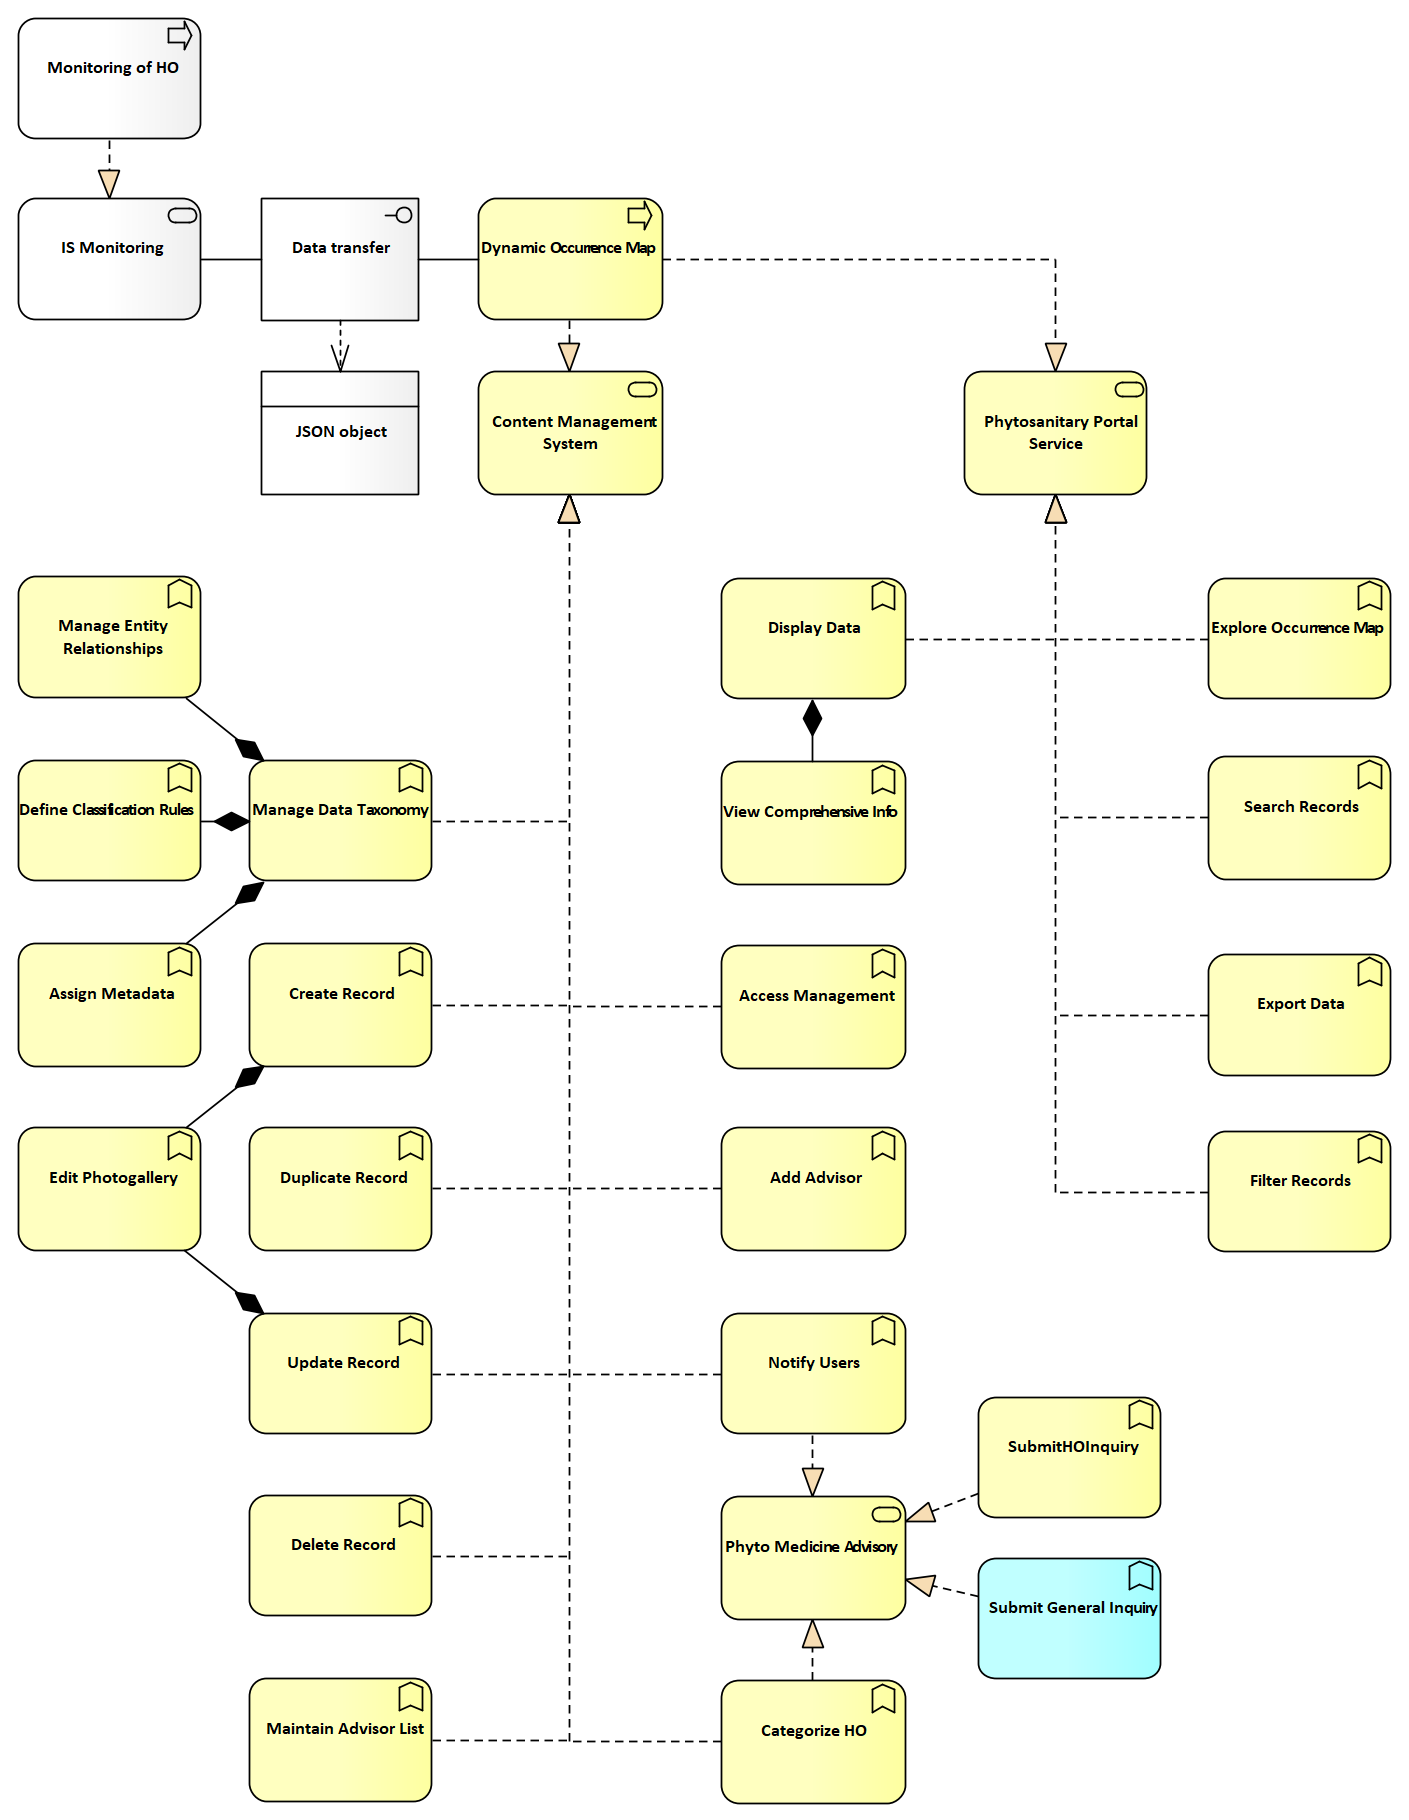 Monitoring of HO
IS Monitoring
Data transfer
Dynamic Occurrence Map
JSON object
Content Management
System
Phytosanitary Portal
Service
Manage Entity
Relationships
Display Data
Explore Occurrence Map
Define Classification Rules
Manage Data Taxonomy
View Comprehensive Info
Search Records
Assign Metadata
Create Record
Access Management
Export Data
Edit Photogallery
Duplicate Record
Add Advisor
Filter Records
Update Record
Notify Users
SubmitHOInquiry
Delete Record
Phyto Medicine Advisory
Submit General Inquiry
Maintain Advisor List
Categorize HO